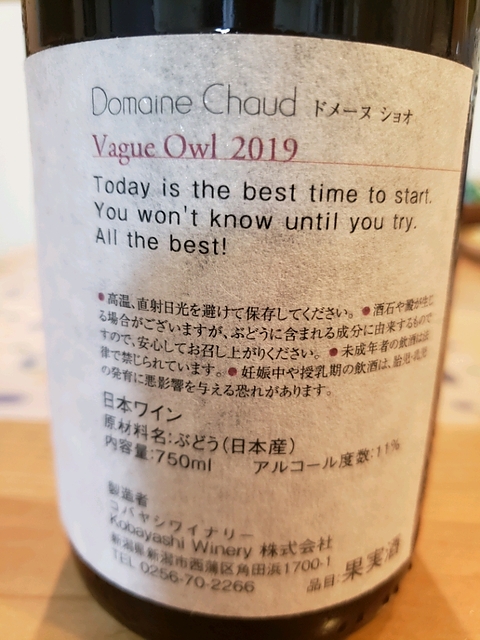 Domaine Chaud ドメーヌ ショオ
Vague Owl 2019
Today is the best time to start.
You won't know until you try.
All the best!
●高温、直射日光を避けて保存してください。 ●酒石や澱が生じ
る場合がございますが、ぶどうに含まれる成分に由来するもので
すので、安心してお召し上がりください。 ●未成年者の飲酒は法
律で禁じられています。 ●妊娠中や授乳期の飲酒は、胎児・乳児
の発育に悪影響を与える恐れがあります。
日本ワイン
原材料名:ぶどう(日本産)
内容量:750ml アルコール度数:11%
製造者
コバヤシワイナリー
Kobayashi Winery 株式会社
新潟県新潟市西蒲区角田浜1700-1
TEL 0256-70-2266 品目:果実酒